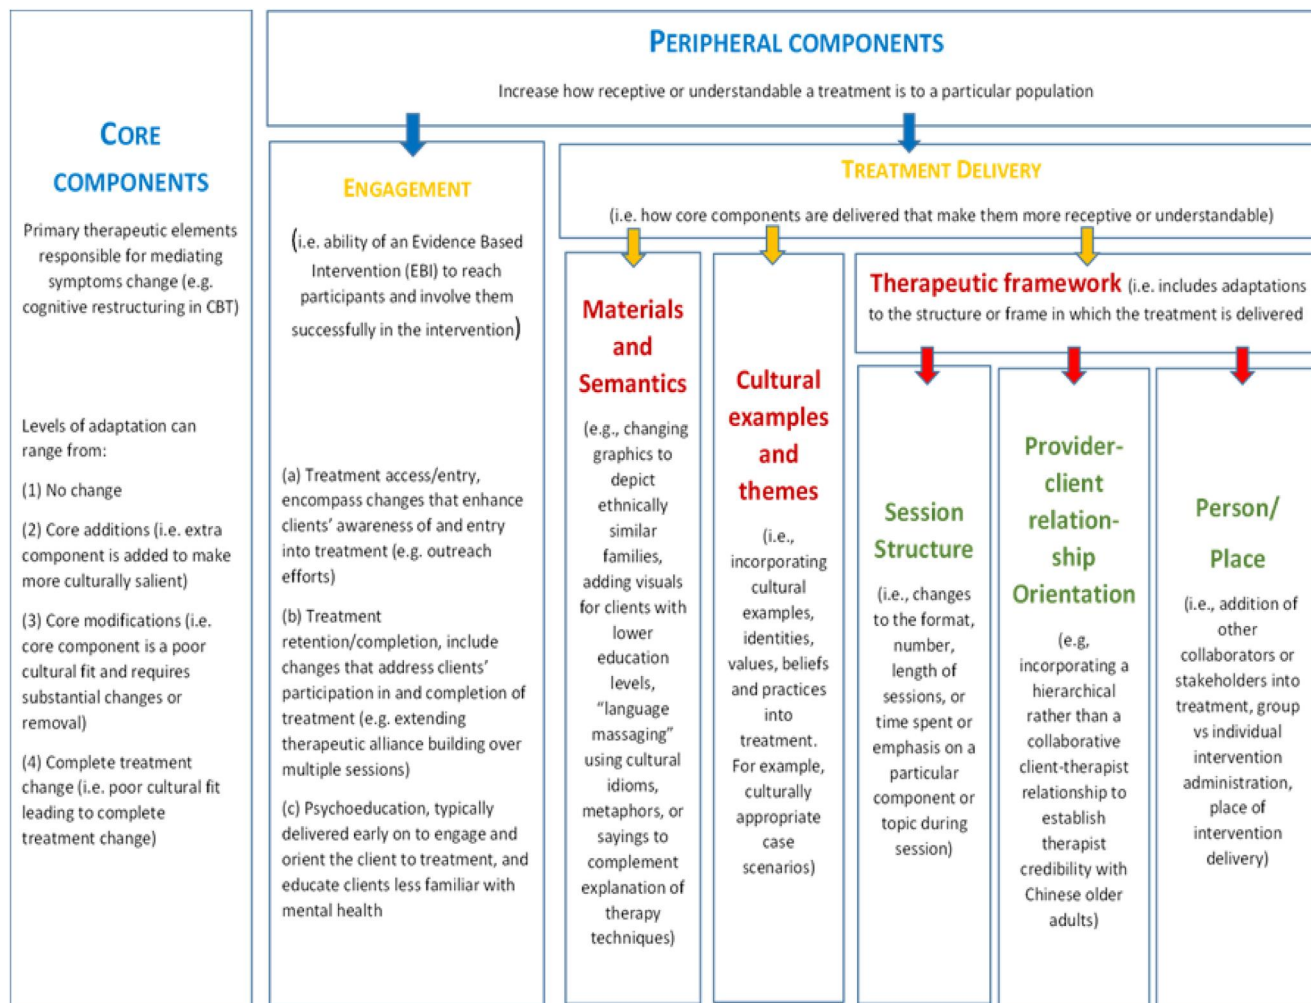 CORE
COMPONENTS
Primary therapeutic elements
responsible for mediating
symptoms change (e.g.
cognitive restructuring in CBT)
Levels of adaptation can
range from:
(1) No change
(2) Core additions (i.e. extra
component is added to make
more culturally salient)
(3) Core modifications (i.e.
core component is a poor
cultural fit and requires
substantial changes or
removal)
(4) Complete treatment
change (i.e. poor cultural fit
leading to complete
treatment change)
PERIPHERAL COMPONENTS
Increase how receptive or understandable a treatment is to a particular population
ENGAGEMENT
(i.e. ability of an Evidence Based
Intervention (EBI) to reach
participants and involve them
successfully in the intervention)
(a) Treatment access/entry,
encompass changes that enhance
clients' awareness of and entry
into treatment (e.g. outreach
efforts)
(b) Treatment
retention/completion, include
changes that address clients'
participation in and completion of
treatment (e.g. extending
therapeutic alliance building over
multiple sessions)
(c) Psychoeducation, typically
delivered early on to engage and
orient the client to treatment, and
educate clients less familiar with
mental health
TREATMENT DELIVERY
(i.e. how core components are delivered that make them more receptive or understandable)
Materials
and
Semantics
(e.g., changing
graphics to
depict
ethnically
similar
families,
adding visuals
for clients with
lower
education
levels,
"language
massaging"
using cultural
idioms,
metaphors, or
sayings to
complement
explanation of
therapy
techniques)
Cultural
examples
and
themes
(i.e.,
incorporating
cultural
examples,
identities,
values, beliefs
and practices
into
treatment.
For example,
culturally
appropriate
case
scenarios)
Therapeutic framework (i.e. includes adaptations
to the structure or frame in which the treatment is delivered
Session
Structure
(i.e., changes
to the format,
number,
length of
sessions, or
time spent or
emphasis on a
particular
component or
topic during
session)
Provider-
client
relation-
ship
Orientation
(e.g,
incorporating a
hierarchical
rather than a
collaborative
client-therapist
relationship to
establish
therapist
credibility with
Chinese older
adults)
Person/
Place
(i.e., addition of
other
collaborators or
stakeholders into
treatment, group
vs individual
intervention
administration,
place of
intervention
delivery)